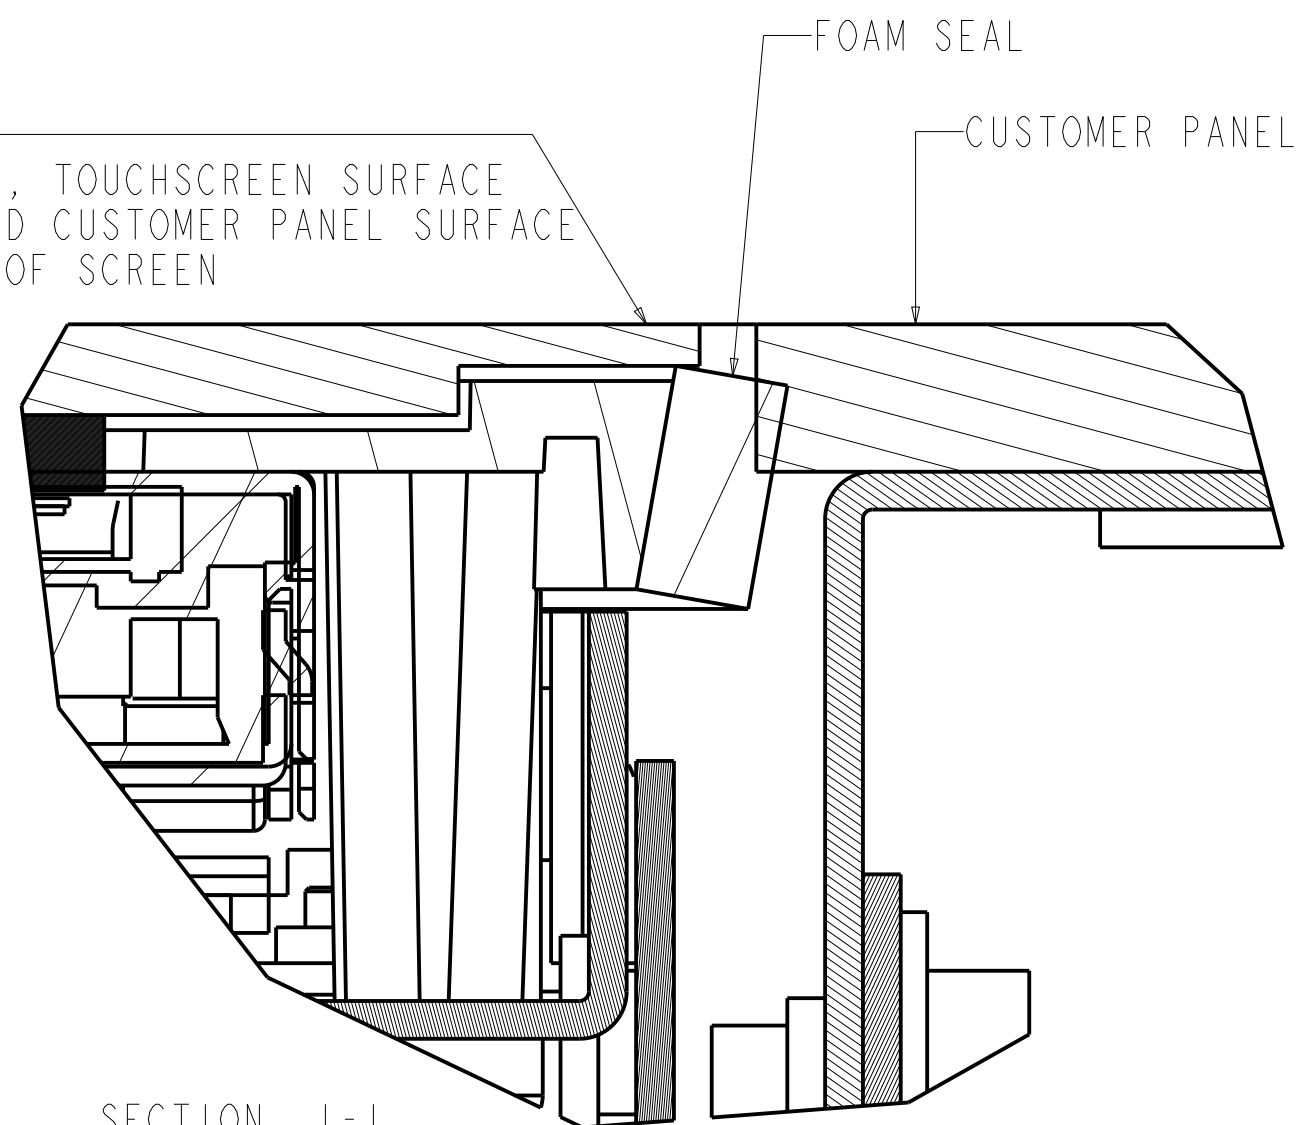 FOAM SEAL
CUSTOMER PANEL
, TOUCHSCREEN SURFACE
D CUSTOMER PANEL SURFACE
OF SCREEN
SECTION